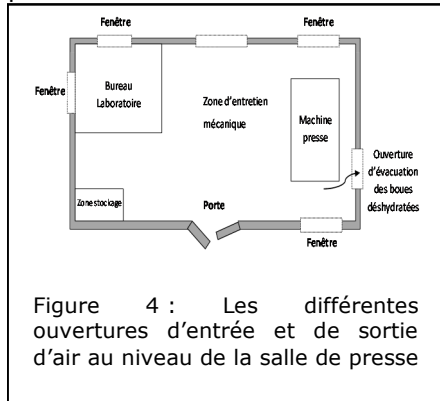 Fenêtre
Fenêtre
Fenêtre
Bureau
Laboratoire
Zone d'entretien
mécanique
Machine
presse
Ouverture
d'évacuation
des boues
déshydratées
Zone stockage
Porte
Fenêtre
Figure 4 : Les différentes
ouvertures d'entrée et de sortie
d'air au niveau de la salle de presse